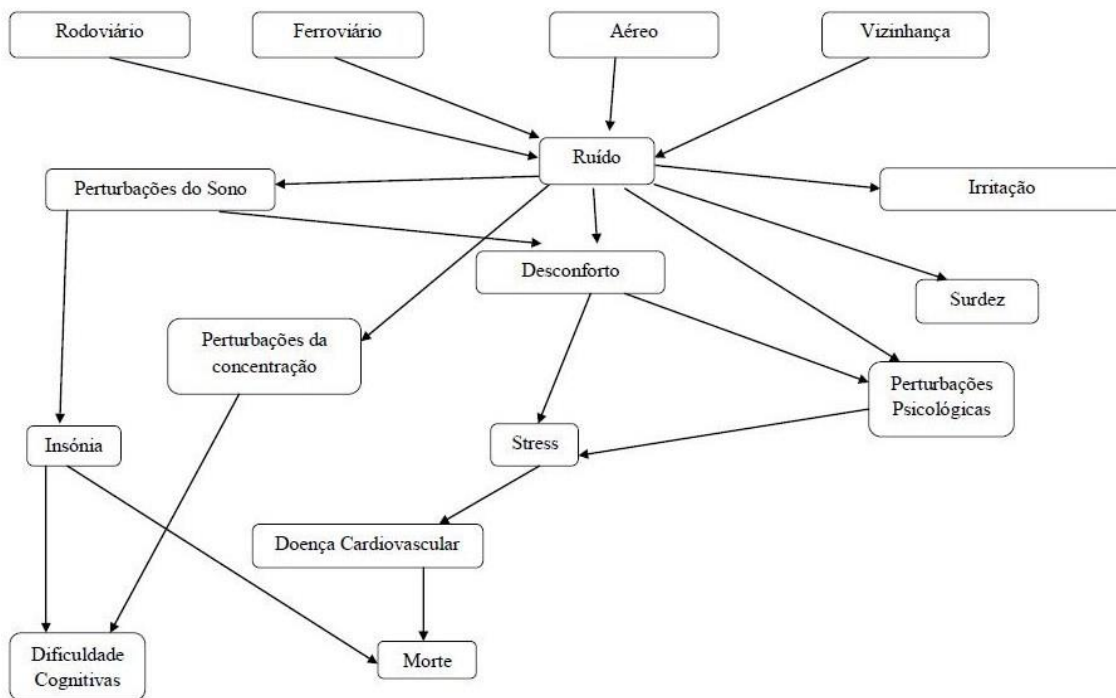 Rodoviário
Ferroviário
Aéreo
Vizinhança
Ruído
Perturbações do Sono
Irritação
Desconforto
Surdez
Perturbações da
concentração
Perturbações
Psicológicas
Insónia
Stress
Doença Cardiovascular
Dificuldade
Cognitivas
Morte